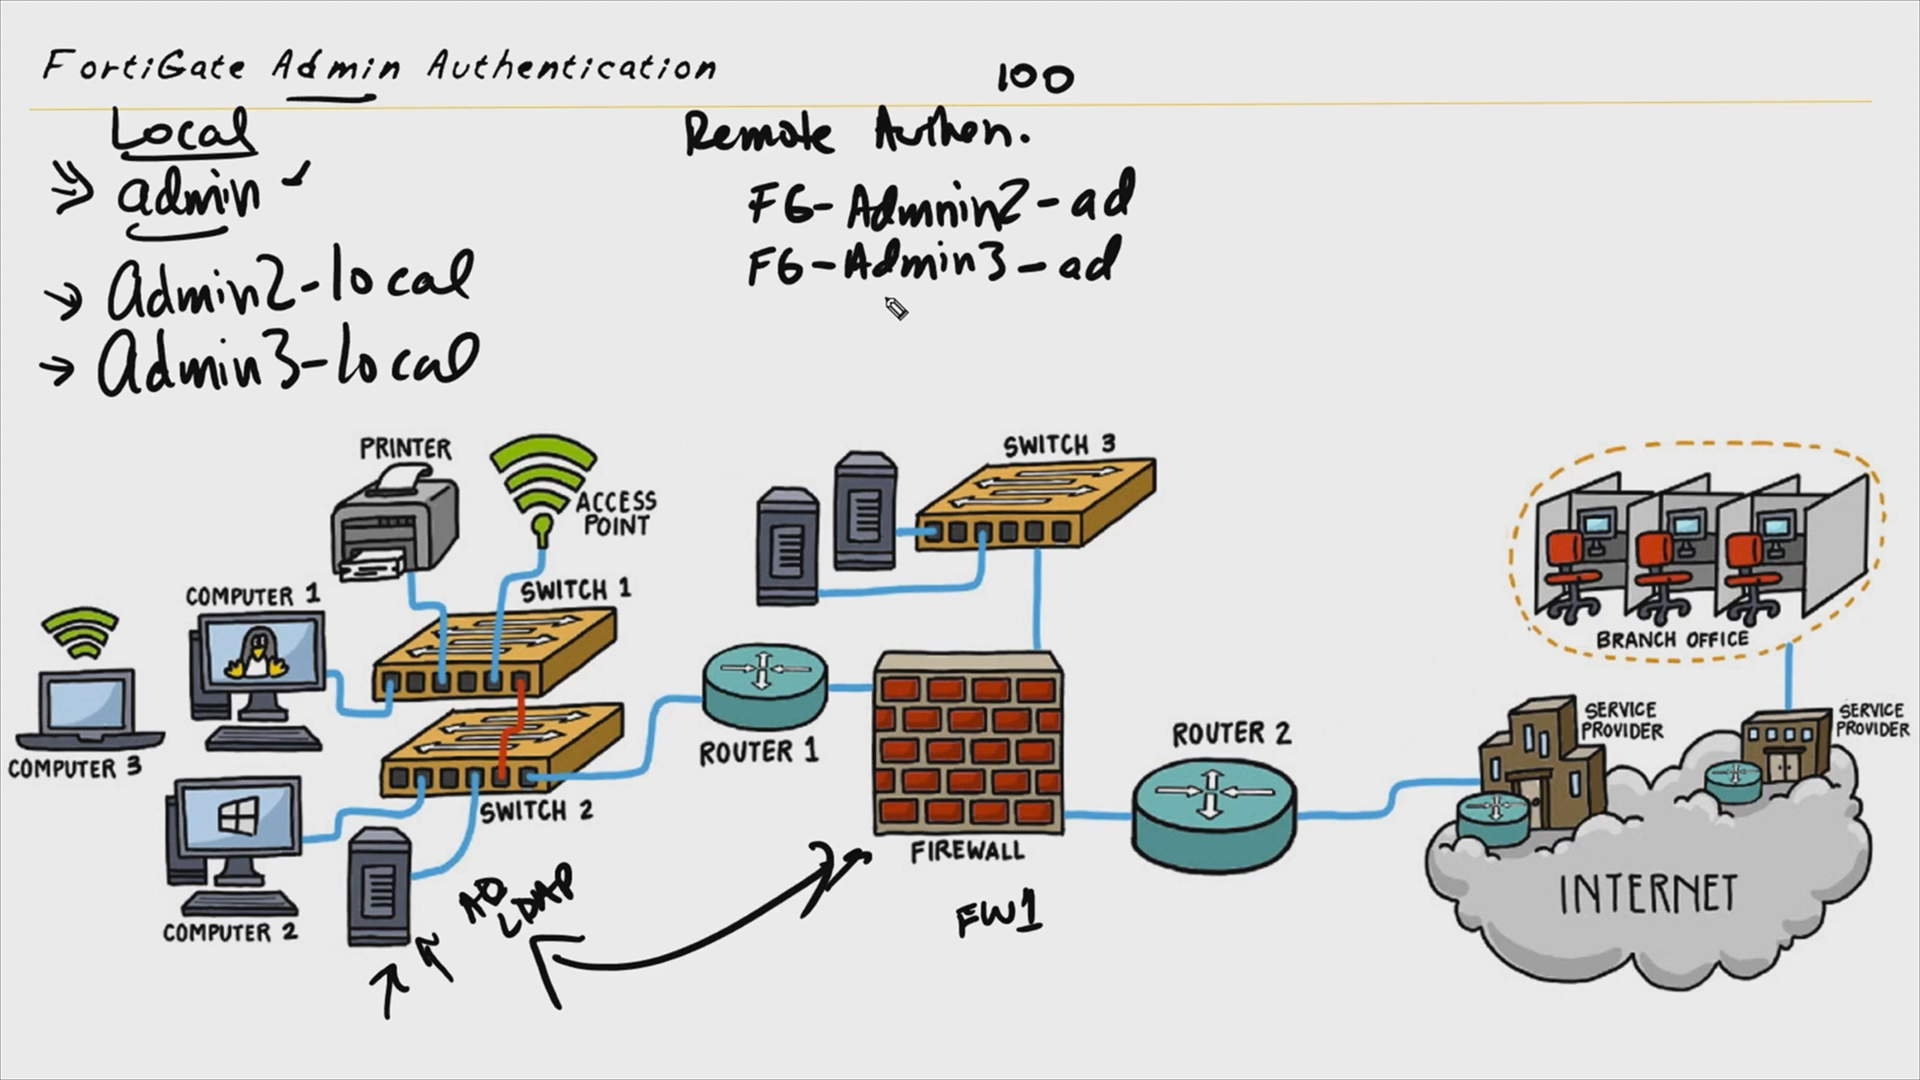 FortiGate Admin Authentication
100
Local
admin
Admin2-local
Admin3-local
Remote Authen.
FG-Admnin2-ad
FG-Admin3-ad
PRINTER
ACCESS
POINT
SWITCH 3
COMPUTER 1
SWITCH 1
COMPUTER 3
ROUTER 1
SWITCH 2
COMPUTER 2
AD
LDAP
FIREWALL
FW1
ROUTER 2
BRANCH OFFICE
SERVICE
PROVIDER
SERVICE
PROVIDER
INTERNET